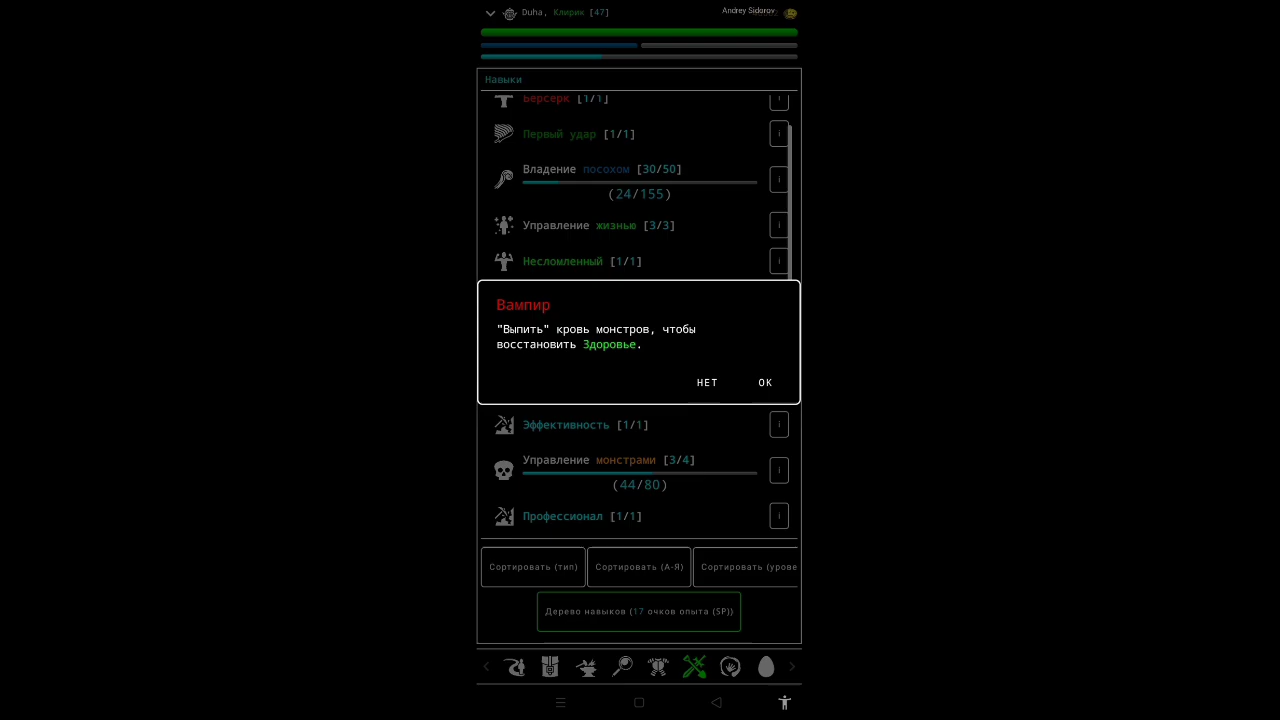 Duha, Клирик [47]
Andrey Sidorov
Навыки
Берсерк [1/1]
Первый удар [1/1]
Владение посохом [30/50]
(24/155)
Управление жизнью [3/3]
Несломленный [1/1]
Вампир
"Выпить" кровь монстров, чтобы
восстановить Здоровье.
НЕТ OK
Эффективность [1/1]
Управление монстрами [3/4]
(44/80)
Профессионал [1/1]
Сортировать (тип) Сортировать (А-Я) Сортировать (урове
Дерево навыков (17 очков опыта (SP))